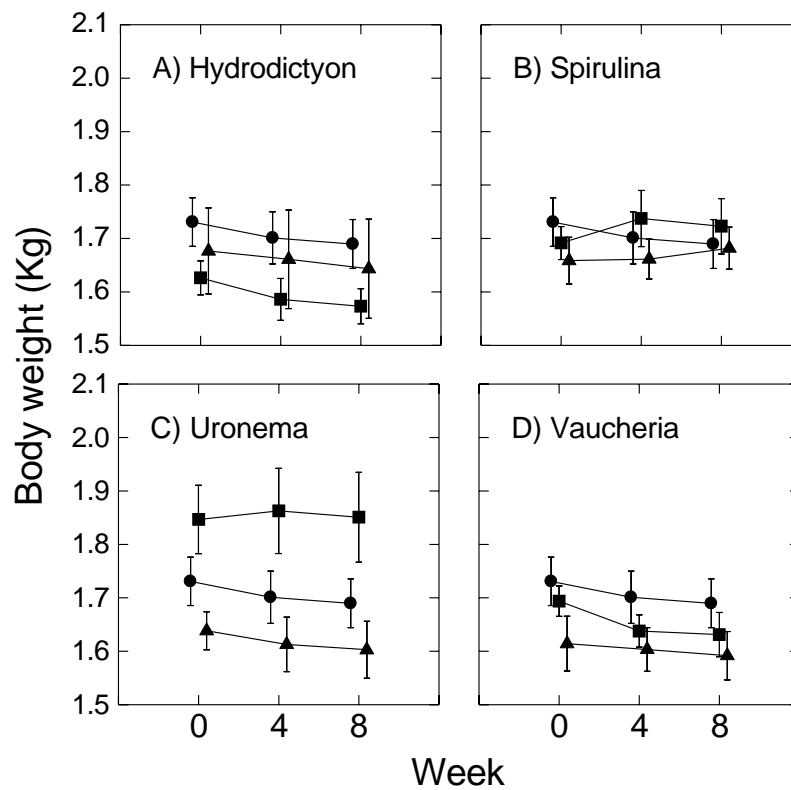 Body weight (Kg)
2.1
2.0
1.9
1.8
1.7
1.6
1.5
A) Hydrodictyon
B) Spirulina
2.1
2.0
1.9
1.8
1.7
1.6
1.5
C) Uronema
D) Vaucheria
0 4 8 0 4 8
Week